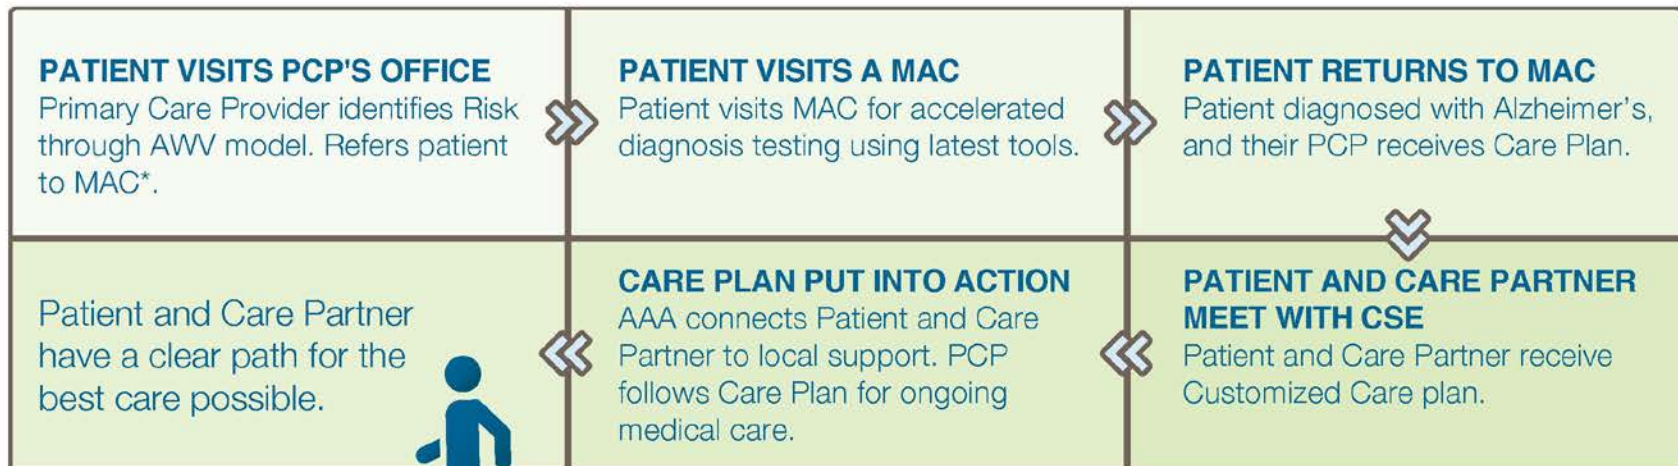 PATIENT VISITS PCP'S OFFICE
Primary Care Provider identifies Risk
through AWV model. Refers patient
to MAC*.
PATIENT VISITS A MAC
Patient visits MAC for accelerated
diagnosis testing using latest tools.
PATIENT RETURNS TO MAC
Patient diagnosed with Alzheimer's,
and their PCP receives Care Plan.
PATIENT AND CARE PARTNER
MEET WITH CSE
Patient and Care Partner receive
Customized Care plan.
CARE PLAN PUT INTO ACTION
AAA connects Patient and Care
Partner to local support. PCP
follows Care Plan for ongoing
medical care.
Patient and Care Partner
have a clear path for the
best care possible.